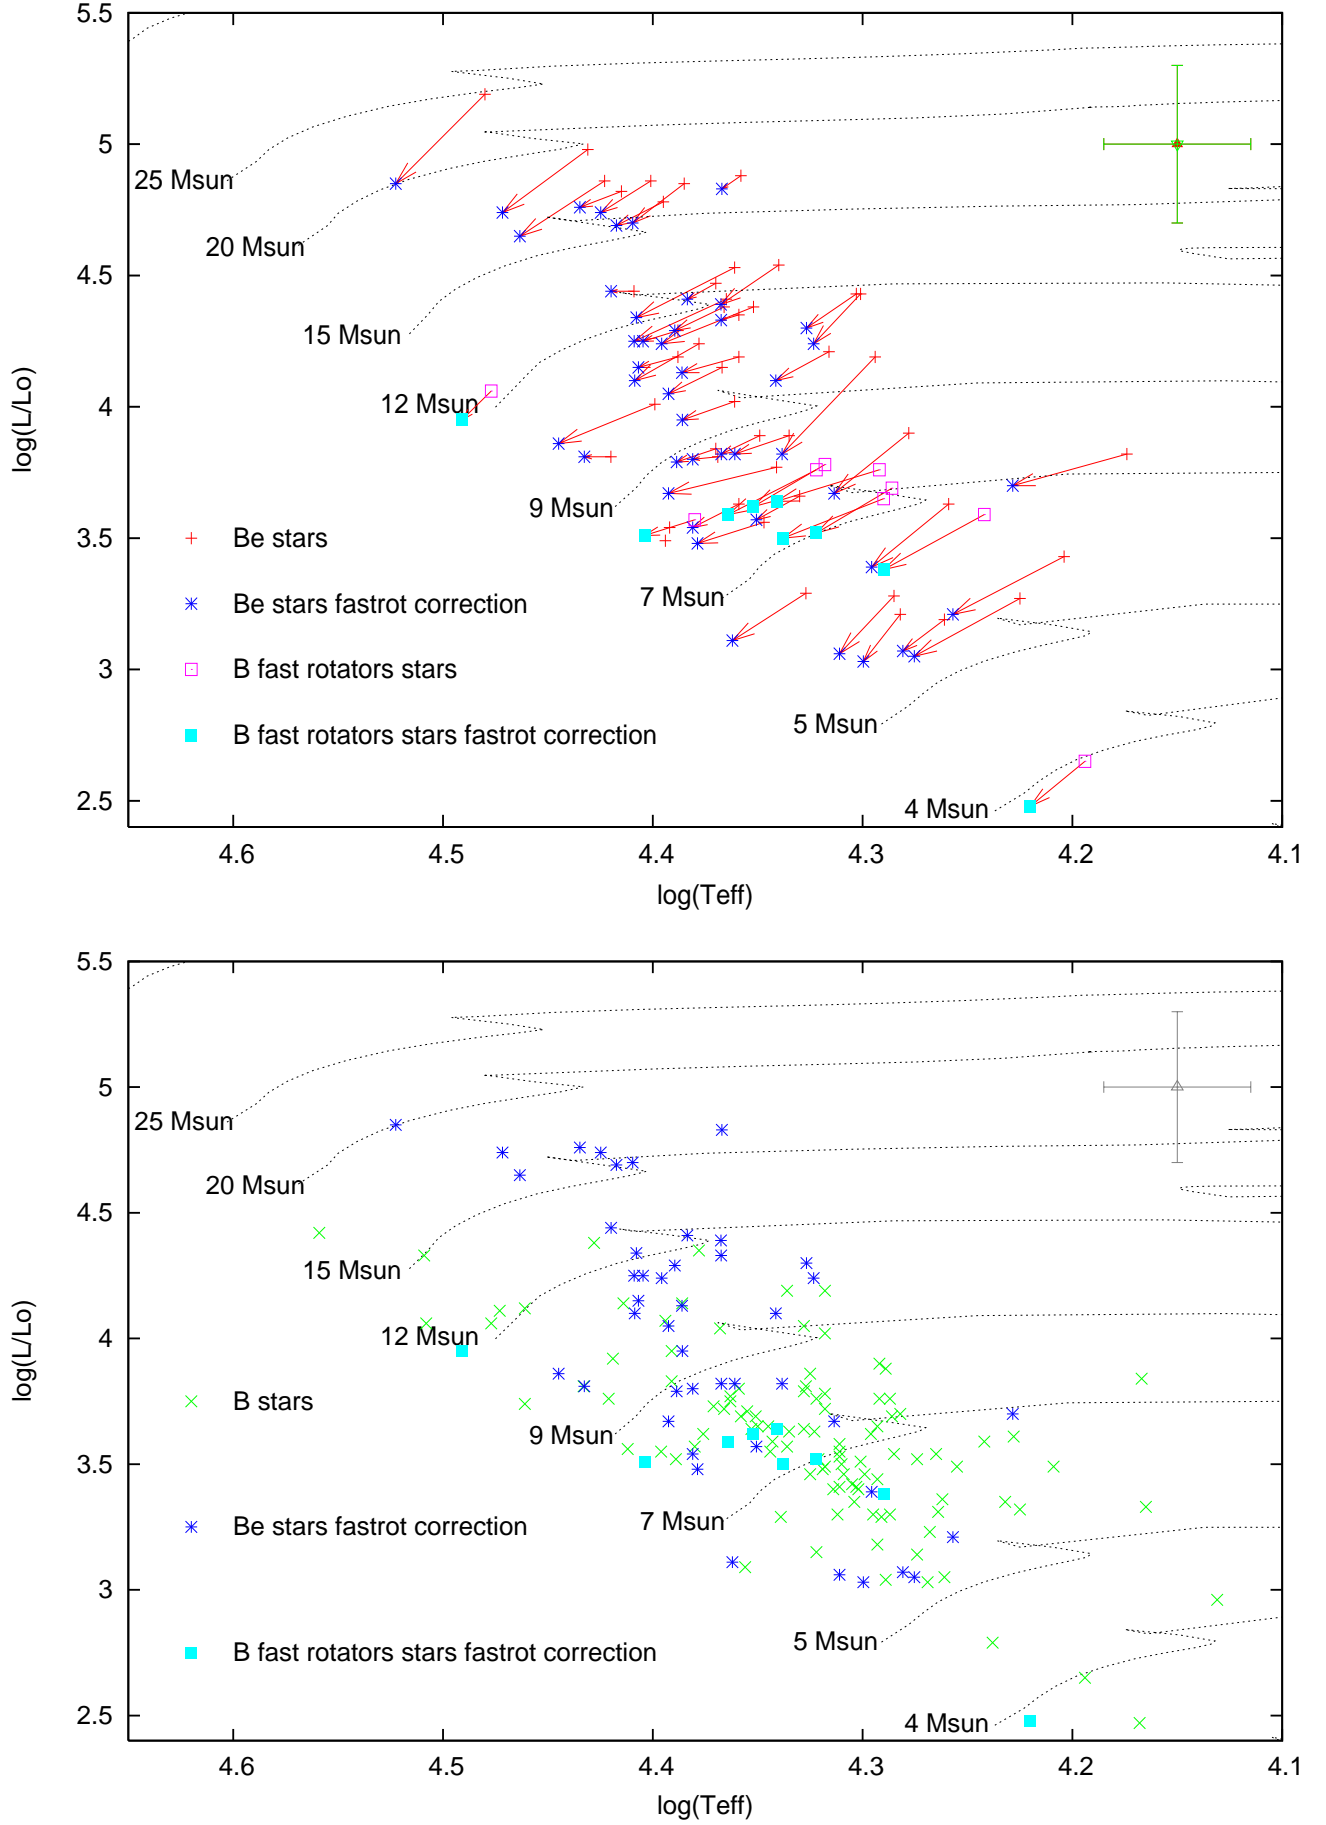 5.5
5
4.5
4
3.5
3
2.5
log(L/Lo)
25 Msun
20 Msun
15 Msun
12 Msun
9 Msun
7 Msun
5 Msun
4 Msun
Be stars
Be stars fastrot correction
B fast rotators stars
B fast rotators stars fastrot correction
4.6 4.5 4.4 4.3 4.2 4.1
log(Teff)
5.5
5
4.5
4
3.5
3
2.5
log(L/Lo)
25 Msun
20 Msun
15 Msun
12 Msun
9 Msun
7 Msun
5 Msun
4 Msun
B stars
Be stars fastrot correction
B fast rotators stars fastrot correction
4.6 4.5 4.4 4.3 4.2 4.1
log(Teff)